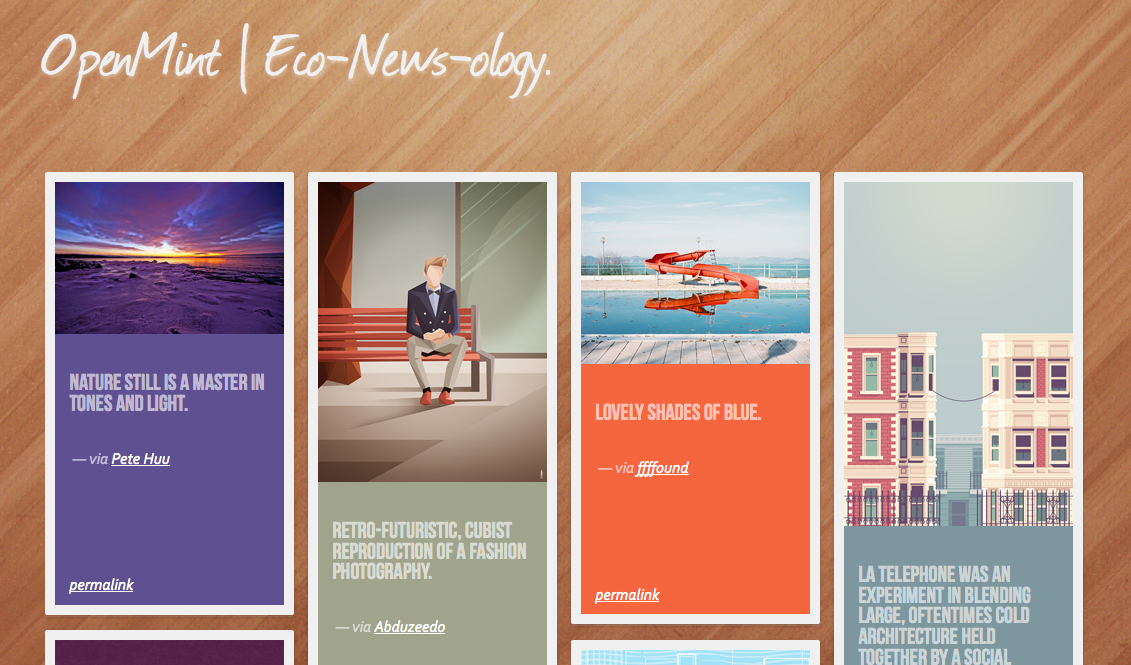 OpenMint | Eco-News-ology.
NATURE STILL IS A MASTER IN
TONES AND LIGHT.
— via Pete Huu
permalink
RETRO-FUTURISTIC, CUBIST
REPRODUCTION OF A FASHION
PHOTOGRAPHY.
— via Abduzeedo
LOVELY SHADES OF BLUE.
— via ffffound
permalink
LA TELEPHONE WAS AN
EXPERIMENT IN BLENDING
LARGE, OFTENTIMES COLD
ARCHITECTURE HELD
TOGETHER BY A SOCIAL